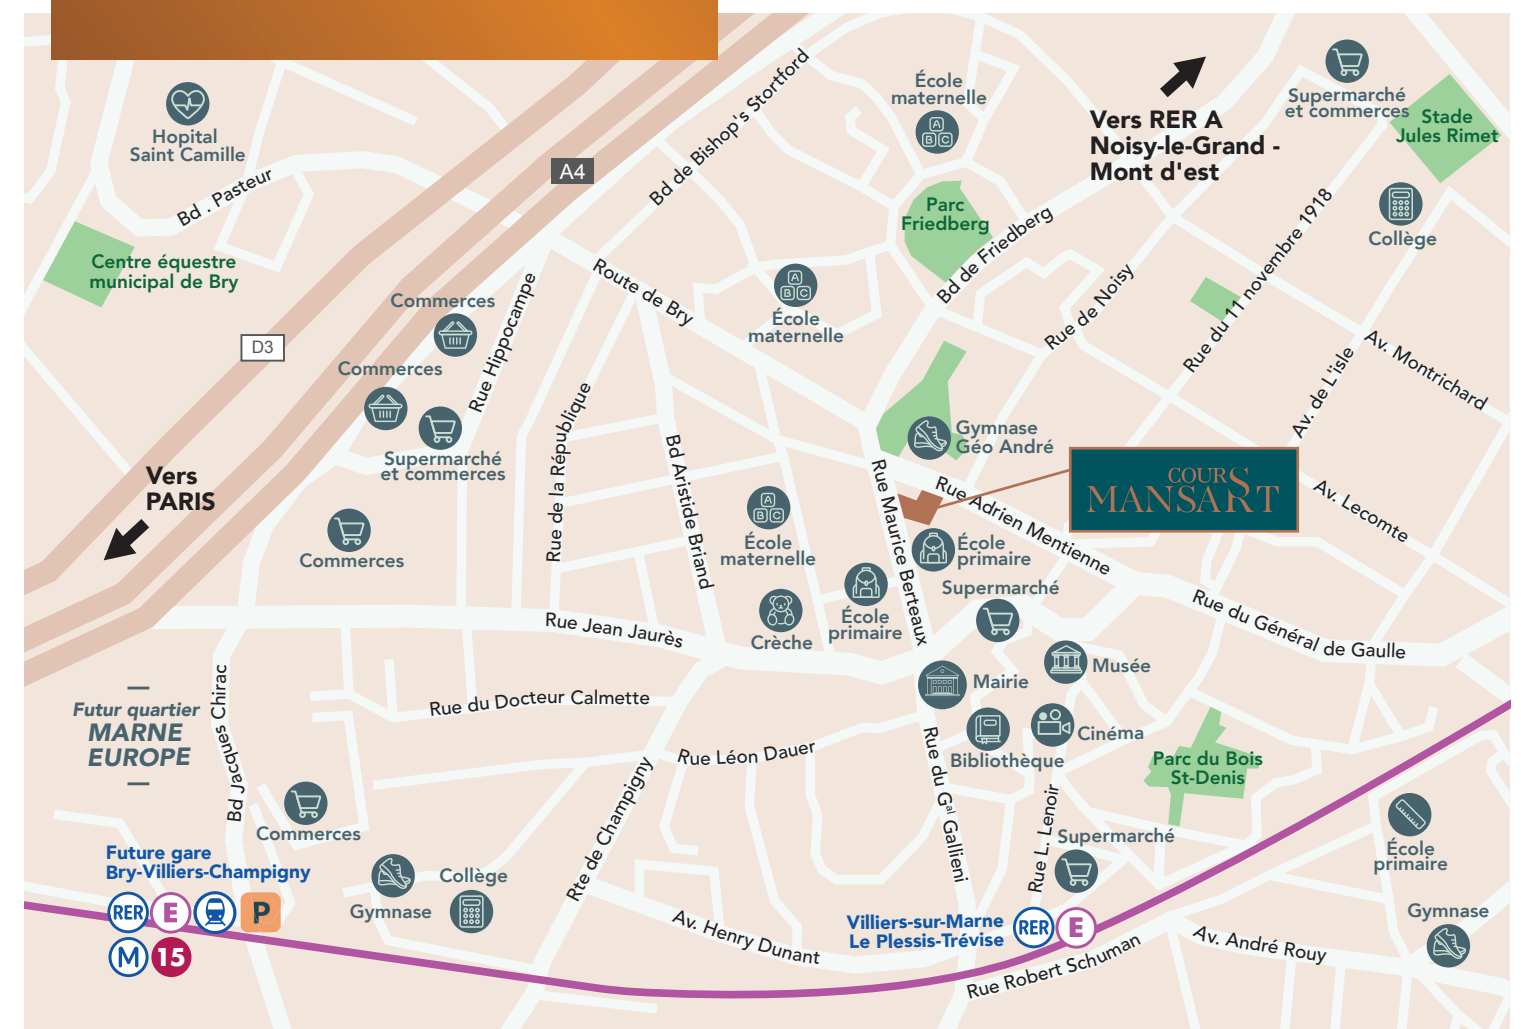 Hopital
Saint Camille
Bd . Pasteur
A4
Bd de Bishop's Stortford
École
maternelle
A
B C
Vers RER A
Noisy-le-Grand -
Mont d'est
Supermarché
et commerces
Stade
Jules Rimet
Collège
Parc
Friedberg
Bd de Friedberg
Centre équestre
municipal de Bry
D3
Commerces
Commerces
Rue Hippocampe
Route de Bry
A
B C
École
maternelle
Rue de Noisy
Rue du 11 novembre 1918
Av. de L'isle
Av. Montrichard
Supermarché
et commerces
Vers
PARIS
Commerces
Rue de la République
Bd Aristide Briand
A
B C
École
maternelle
Gymnase
Géo André
Rue Maurice Berteaux
Rue Adrien Mentienne
COURS
MANSART
Av. Lecomte
École
primaire
Supermarché
École
primaire
Crèche
Rue Jean Jaurès
Rue du Général de Gaulle
Musée
Mairie
Cinéma
Bibliothèque
Futur quartier
MARNE
EUROPE
Bd Jacques Chirac
Rue du Docteur Calmette
Rue Léon Dauer
Rte de Champigny
Rue du Gal Gallieni
Rue L. Lenoir
Parc du Bois
St-Denis
Supermarché
École
primaire
Commerces
Future gare
Bry-Villiers-Champigny
RER E P
M 15
Gymnase
Collège
Av. Henry Dunant
Villiers-sur-Marne
Le Plessis-Trévise
RER E
Rue Robert Schuman
Av. André Rouy
Gymnase